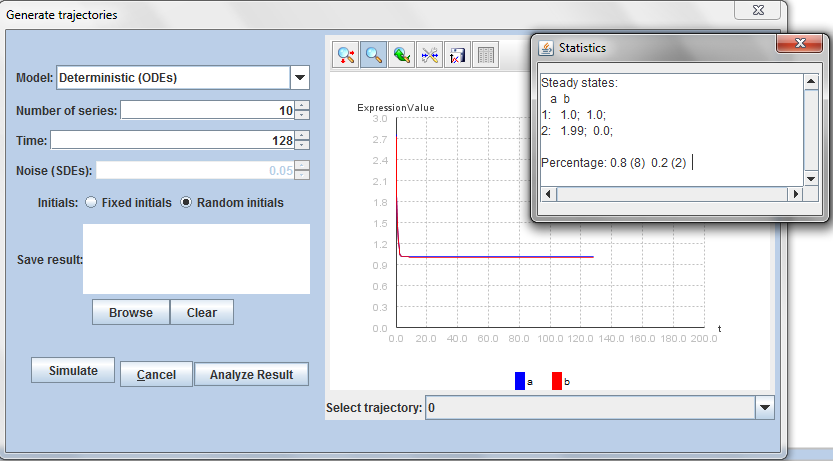 Generate trajectories
Model: Deterministic (ODEs)
Number of series: 10
Time: 128
Noise (SDEs): 0.05
Initials: Fixed initials Random initials
Save result:
Browse Clear
Simulate Cancel Analyze Result
ExpressionValue
3.0
2.7
2.4
2.1
1.8
1.5
1.2
0.9
0.6
0.3
0.0
0.0 20.0 40.0 60.0 80.0 100.0 120.0 140.0 160.0 180.0 200.0
t
a b
Select trajectory: 0
Statistics
Steady states:
a b
1: 1.0; 1.0;
2: 1.99; 0.0;
Percentage: 0.8 (8) 0.2 (2)